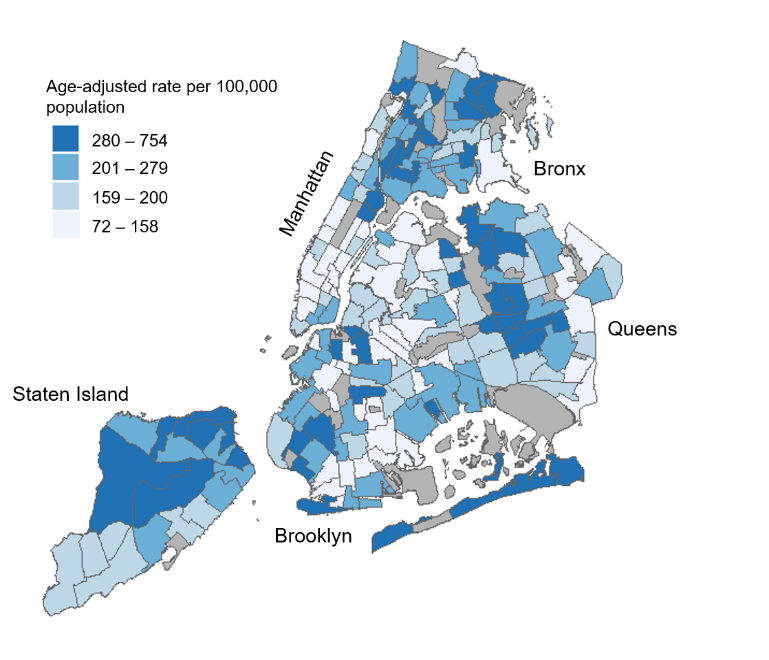 Age-adjusted rate per 100,000
population
280 – 754
201 – 279
159 – 200
72 – 158
Manhattan
Bronx
Queens
Staten Island
Brooklyn